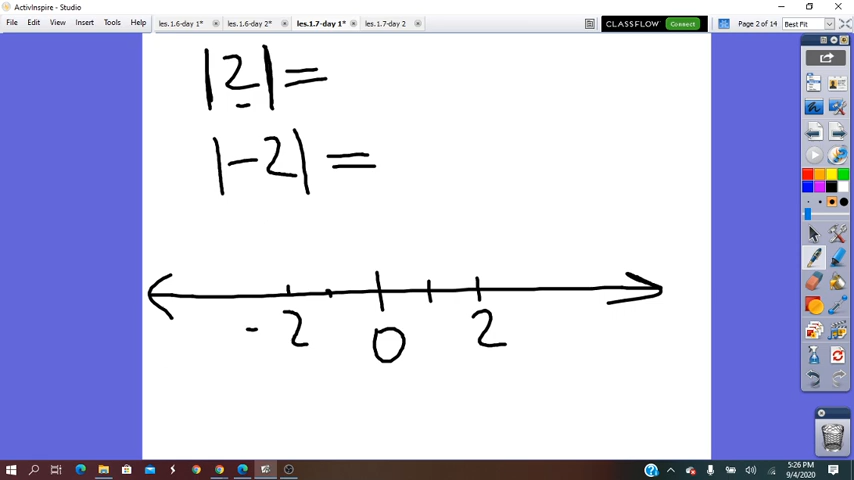 ActivInspire - Studio
les.1.6-day 1* les.1.6-day 2* les.1.7-day 1* les.1.7-day 2 CLASSFLOW Connect Page 2 of 14 Best Fit
File Edit View Insert Tools Help
|2|=
|-2|=
-2 0 2
5:26 PM
9/4/2020